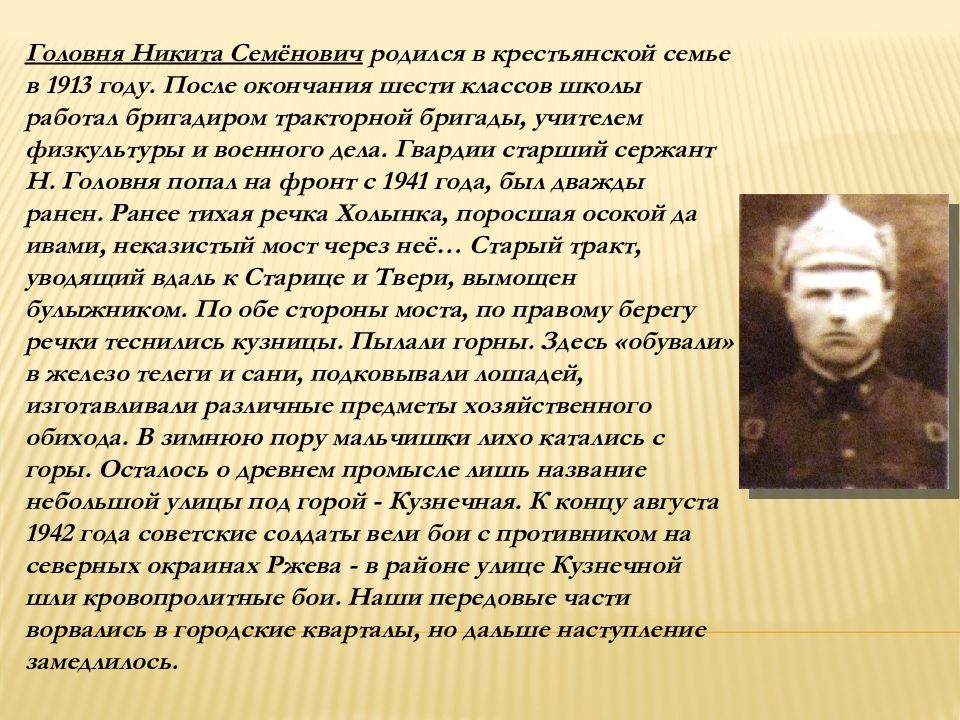 Головня Никита Семёнович родился в крестьянской семье
в 1913 году. После окончания шести классов школы
работал бригадиром тракторной бригады, учителем
физкультуры и военного дела. Гвардии старший сержант
Н. Головня попал на фронт с 1941 года, был дважды
ранен. Ранее тихая речка Холынка, поросшая осокой да
ивами, неказистый мост через неё… Старый тракт,
уводящий вдаль к Старице и Твери, вымощен
булыжником. По обе стороны моста, по правому берегу
речки теснились кузницы. Пылали горны. Здесь «обували»
в железо телеги и сани, подковывали лошадей,
изготавливали различные предметы хозяйственного
обихода. В зимнюю пору мальчишки лихо катались с
горы. Осталось о древнем промысле лишь название
небольшой улицы под горой - Кузнечная. К концу августа
1942 года советские солдаты вели бои с противником на
северных окраинах Ржева - в районе улице Кузнечной
шли кровопролитные бои. Наши передовые части
ворвались в городские кварталы, но дальше наступление
замедлилось.